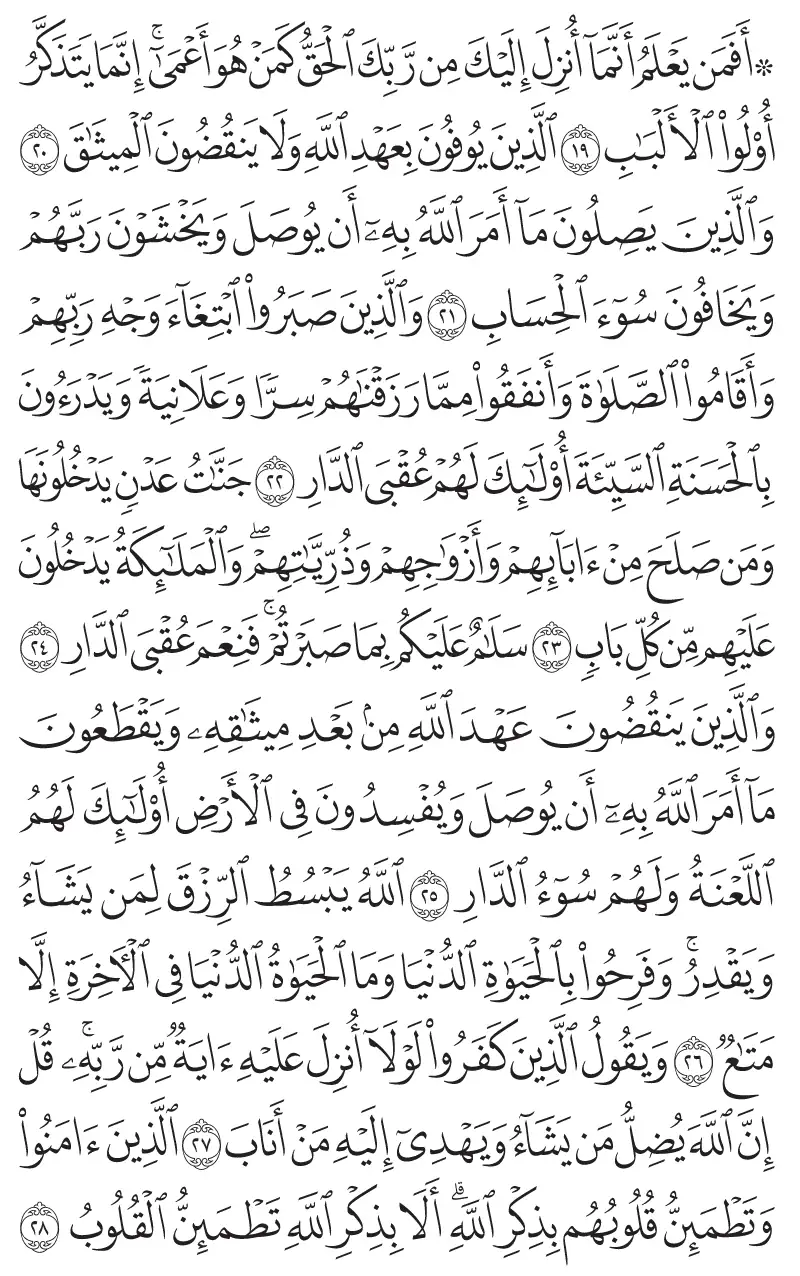 ۞ أَفَمَن يَعْلَمُ أَنَّمَآ أُنزِلَ إِلَيْكَ مِن رَّبِّكَ ٱلْحَقُّ كَمَنْ هُوَ أَعْمَىٰٓۚ إِنَّمَا يَتَذَكَّرُ
أُو۟لُوا۟ ٱلْأَلْبَٰبِ ١٩ ٱلَّذِينَ يُوفُونَ بِعَهْدِ ٱللَّهِ وَلَا يَنقُضُونَ ٱلْمِيثَٰقَ ٢٠
وَٱلَّذِينَ يَصِلُونَ مَآ أَمَرَ ٱللَّهُ بِهِۦٓ أَن يُوصَلَ وَيَخْشَوْنَ رَبَّهُمْ
وَيَخَافُونَ سُوٓءَ ٱلْحِسَابِ ٢١ وَٱلَّذِينَ صَبَرُوا۟ ٱبْتِغَآءَ وَجْهِ رَبِّهِمْ
وَأَقَامُوا۟ ٱلصَّلَوٰةَ وَأَنفَقُوا۟ مِمَّا رَزَقْنَٰهُمْ سِرًّا وَعَلَانِيَةً وَيَدْرَءُونَ
بِٱلْحَسَنَةِ ٱلسَّيِّئَةَ أُو۟لَٰٓئِكَ لَهُمْ عُقْبَى ٱلدَّارِ ٢٢ جَنَّٰتُ عَدْنٍ يَدْخُلُونَهَا
وَمَن صَلَحَ مِنْ ءَابَآئِهِمْ وَأَزْوَٰجِهِمْ وَذُرِّيَّٰتِهِمْۖ وَٱلْمَلَٰٓئِكَةُ يَدْخُلُونَ
عَلَيْهِم مِّن كُلِّ بَابٍ ٢٣ سَلَٰمٌ عَلَيْكُم بِمَا صَبَرْتُمْۚ فَنِعْمَ عُقْبَى ٱلدَّارِ ٢٤
وَٱلَّذِينَ يَنقُضُونَ عَهْدَ ٱللَّهِ مِنۢ بَعْدِ مِيثَٰقِهِۦ وَيَقْطَعُونَ
مَآ أَمَرَ ٱللَّهُ بِهِۦٓ أَن يُوصَلَ وَيُفْسِدُونَ فِى ٱلْأَرْضِ أُو۟لَٰٓئِكَ لَهُمُ
ٱللَّعْنَةُ وَلَهُمْ سُوٓءُ ٱلدَّارِ ٢٥ ٱللَّهُ يَبْسُطُ ٱلرِّزْقَ لِمَن يَشَآءُ
وَيَقْدِرُۚ وَفَرِحُوا۟ بِٱلْحَيَوٰةِ ٱلدُّنْيَا وَمَا ٱلْحَيَوٰةُ ٱلدُّنْيَا فِى ٱلْءَاخِرَةِ إِلَّا
مَتَٰعٌ ٢٦ وَيَقُولُ ٱلَّذِينَ كَفَرُوا۟ لَوْلَآ أُنزِلَ عَلَيْهِ ءَايَةٌ مِّن رَّبِّهِۦۚ قُلْ
إِنَّ ٱللَّهَ يُضِلُّ مَن يَشَآءُ وَيَهْدِىٓ إِلَيْهِ مَنْ أَنَابَ ٢٧ ٱلَّذِينَ ءَامَنُوا۟
وَتَطْمَئِنُّ قُلُوبُهُم بِذِكْرِ ٱللَّهِۗ أَلَا بِذِكْرِ ٱللَّهِ تَطْمَئِنُّ ٱلْقُلُوبُ ٢٨